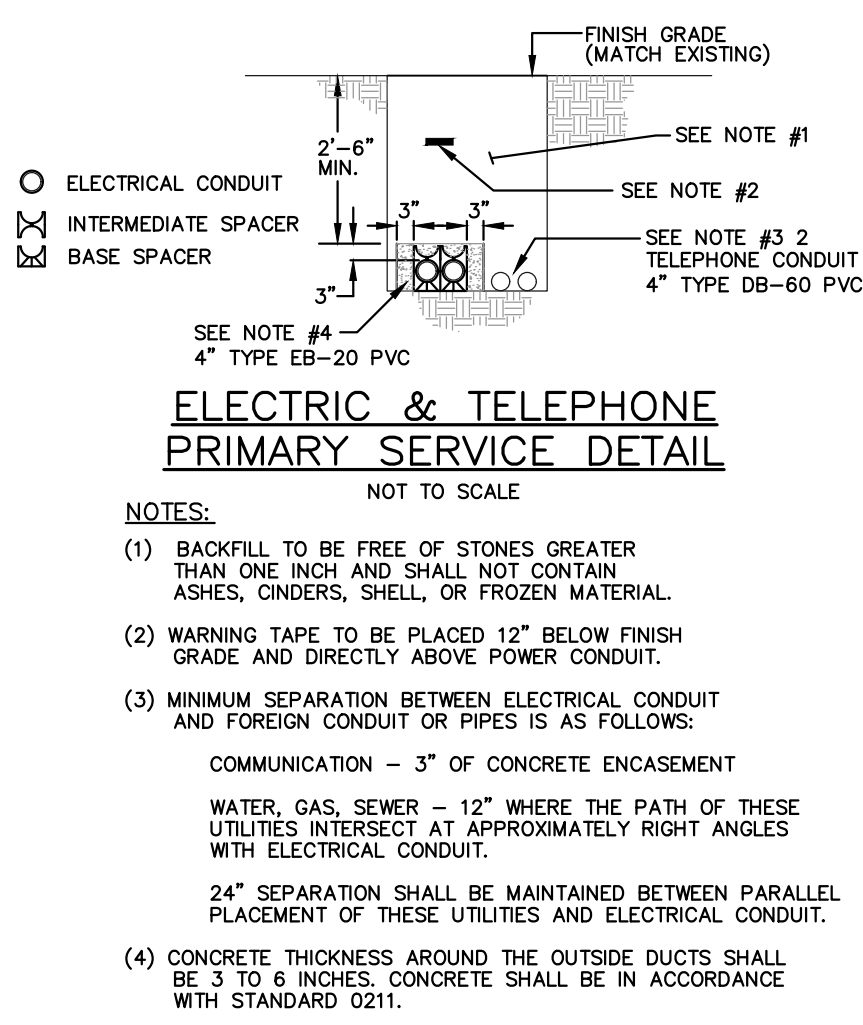 FINISH GRADE
(MATCH EXISTING)
2'-6"
MIN.
SEE NOTE #1
ELECTRICAL CONDUIT
SEE NOTE #2
3"
3"
INTERMEDIATE SPACER
BASE SPACER
SEE NOTE #3 2
TELEPHONE CONDUIT
4" TYPE DB-60 PVC
3"
SEE NOTE #4
4" TYPE EB-20 PVC
ELECTRIC & TELEPHONE
PRIMARY SERVICE DETAIL
NOT TO SCALE
NOTES:
(1) BACKFILL TO BE FREE OF STONES GREATER
THAN ONE INCH AND SHALL NOT CONTAIN
ASHES, CINDERS, SHELL, OR FROZEN MATERIAL.
(2) WARNING TAPE TO BE PLACED 12" BELOW FINISH
GRADE AND DIRECTLY ABOVE POWER CONDUIT.
(3) MINIMUM SEPARATION BETWEEN ELECTRICAL CONDUIT
AND FOREIGN CONDUIT OR PIPES IS AS FOLLOWS:
COMMUNICATION - 3" OF CONCRETE ENCASEMENT
WATER, GAS, SEWER - 12" WHERE THE PATH OF THESE
UTILITIES INTERSECT AT APPROXIMATELY RIGHT ANGLES
WITH ELECTRICAL CONDUIT.
24" SEPARATION SHALL BE MAINTAINED BETWEEN PARALLEL
PLACEMENT OF THESE UTILITIES AND ELECTRICAL CONDUIT.
(4) CONCRETE THICKNESS AROUND THE OUTSIDE DUCTS SHALL
BE 3 TO 6 INCHES. CONCRETE SHALL BE IN ACCORDANCE
WITH STANDARD 0211.